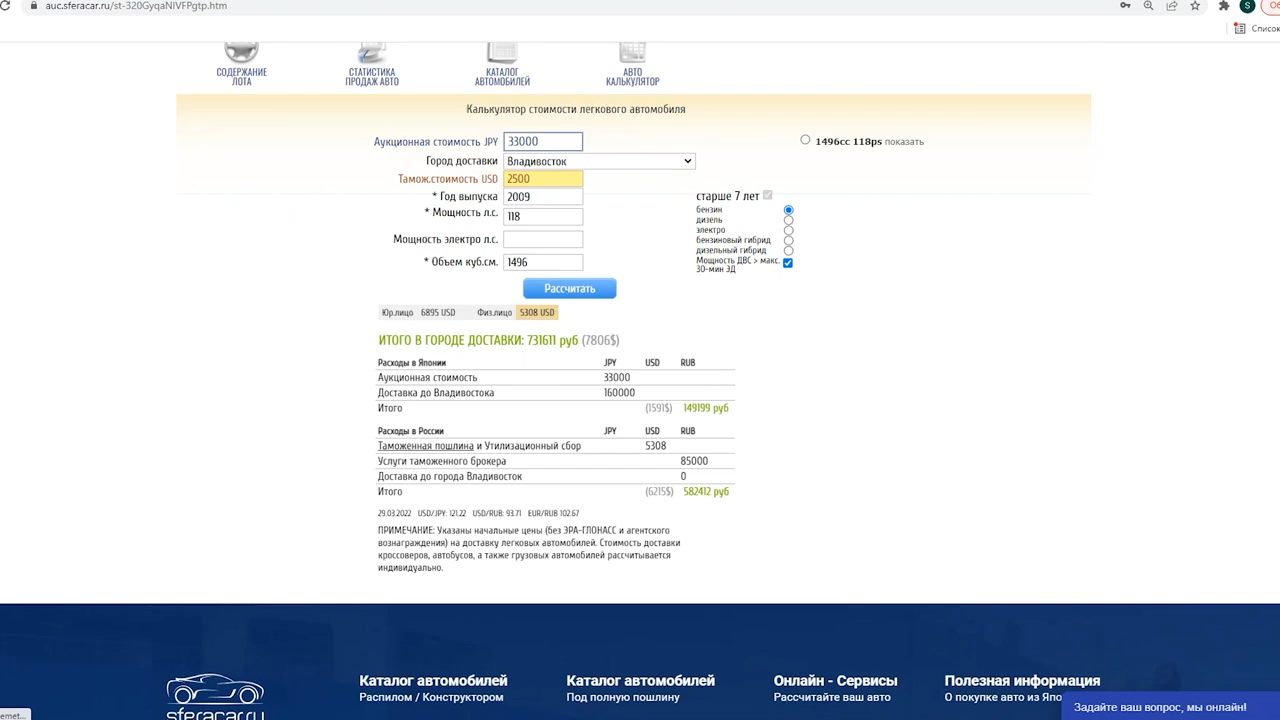 auc.sferacar.ru/st-320GyqaNIVFPgtp.htm
S
Об
Список
СОДЕРЖАНИЕ ЛОТА
СТАТИСТИКА ПРОДАЖ АВТО
КАТАЛОГ АВТОМОБИЛЕЙ
АВТО КАЛЬКУЛЯТОР
Калькулятор стоимости легкового автомобиля
Аукционная стоимость JPY 33000
1496cc 118ps показать
Город доставки Владивосток
Тамож.стоимость USD 2500
* Год выпуска 2009
старше 7 лет
* Мощность л.с. 118
бензин
дизель
электро
Мощность электро л.с.
бензиновый гибрид
дизельный гибрид
* Объем куб.см. 1496
Мощность ДВС > макс.
30-мин ЭД
Рассчитать
Юр.лицо 6895 USD Физ.лицо 5308 USD
ИТОГО В ГОРОДЕ ДОСТАВКИ: 731611 руб (7806$)
Расходы в Японии JPY USD RUB
Аукционная стоимость 33000
Доставка до Владивостока 160000
Итого (1591$) 149199 руб
Расходы в России JPY USD RUB
Таможенная пошлина и Утилизационный сбор 5308
Услуги таможенного брокера 85000
Доставка до города Владивосток 0
Итого (6215$) 582412 руб
29.03.2022 USD/JPY: 121.22 USD/RUB: 93.71 EUR/RUB 102.67
ПРИМЕЧАНИЕ: Указаны начальные цены (без ЭРА-ГЛОНАСС и агентского
вознаграждения) на доставку легковых автомобилей. Стоимость доставки
кроссоверов, автобусов, а также грузовых автомобилей рассчитывается
индивидуально.
sferacar.ru
Каталог автомобилей
Распилом / Конструктором
Каталог автомобилей
Под полную пошлину
Онлайн - Сервисы
Рассчитайте ваш авто
Полезная информация
О покупке авто из Япо
Задайте ваш вопрос, мы онлайн!